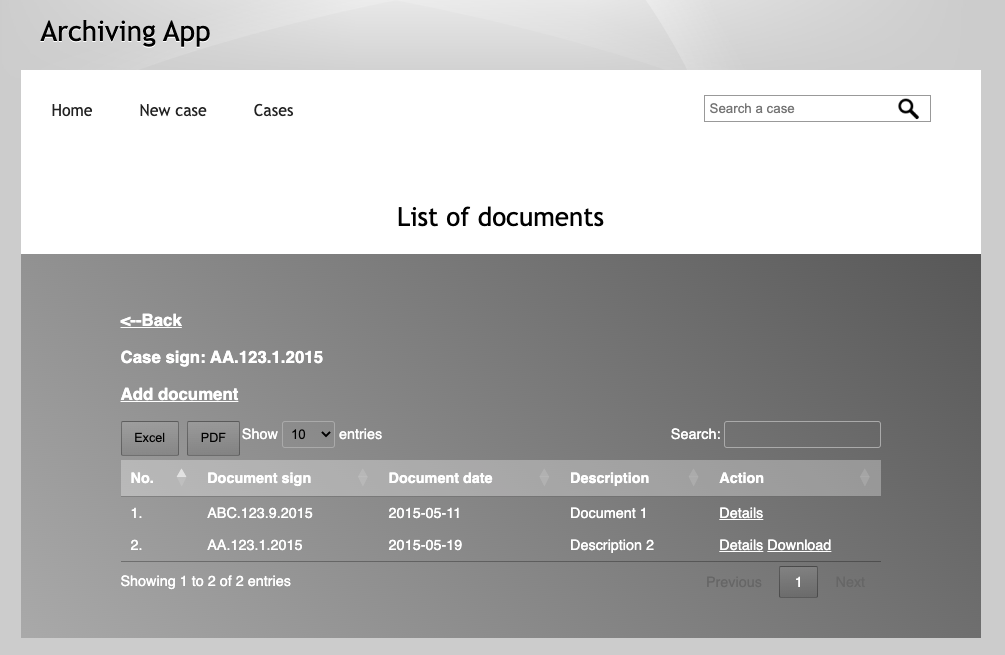 Archiving App
Home New case Cases Search a case
List of documents
<--Back
Case sign: AA.123.1.2015
Add document
Excel PDF Show 10 entries Search:
No. Document sign Document date Description Action
1. ABC.123.9.2015 2015-05-11 Document 1 Details
2. AA.123.1.2015 2015-05-19 Description 2 Details Download
Showing 1 to 2 of 2 entries Previous 1 Next